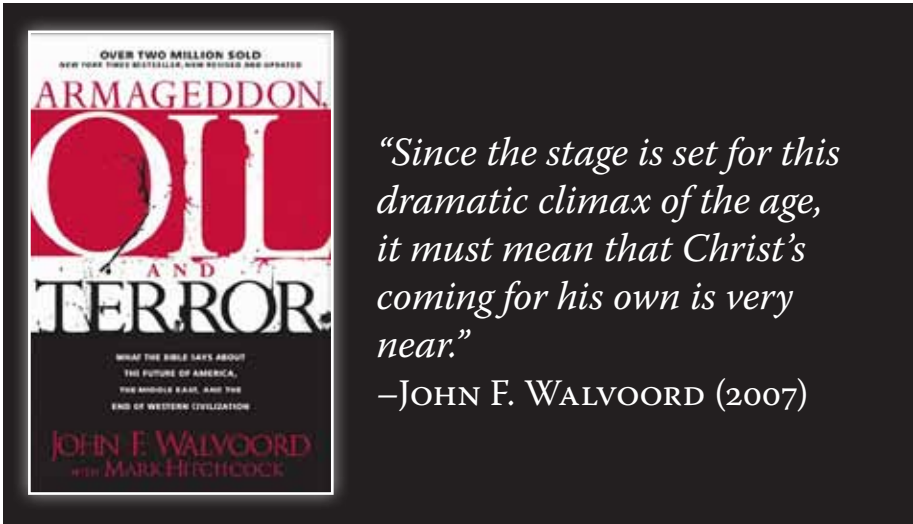 OVER TWO MILLION SOLD
NEW YORK TIMES BESTSELLER, NOW REVISED AND UPDATED
ARMAGEDDON,
OIL
AND
TERROR
WHAT THE BIBLE SAYS ABOUT
THE FUTURE OF AMERICA,
THE MIDDLE EAST, AND THE
END OF WESTERN CIVILIZATION
JOHN F. WALVOORD
WITH MARK HITCHCOCK
“Since the stage is set for this
dramatic climax of the age,
it must mean that Christ’s
coming for his own is very
near.”
–JOHN F. WALVOORD (2007)